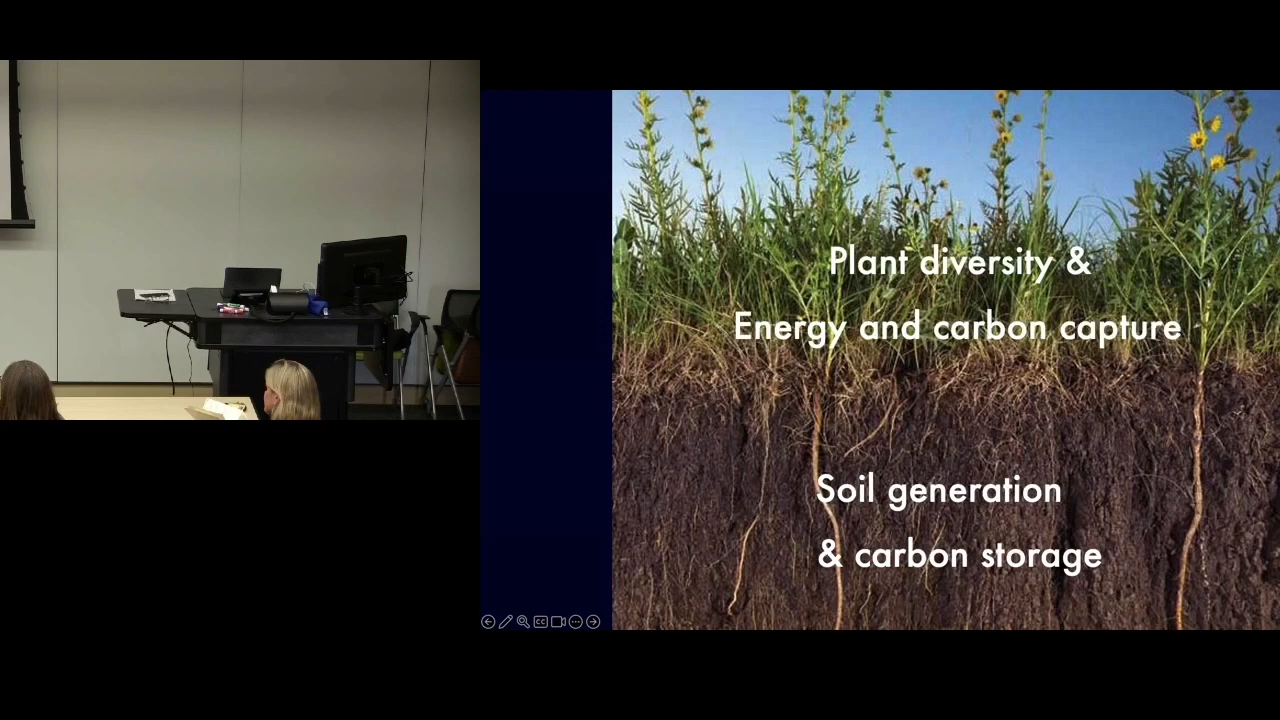 Plant diversity &
Energy and carbon capture
Soil generation
& carbon storage